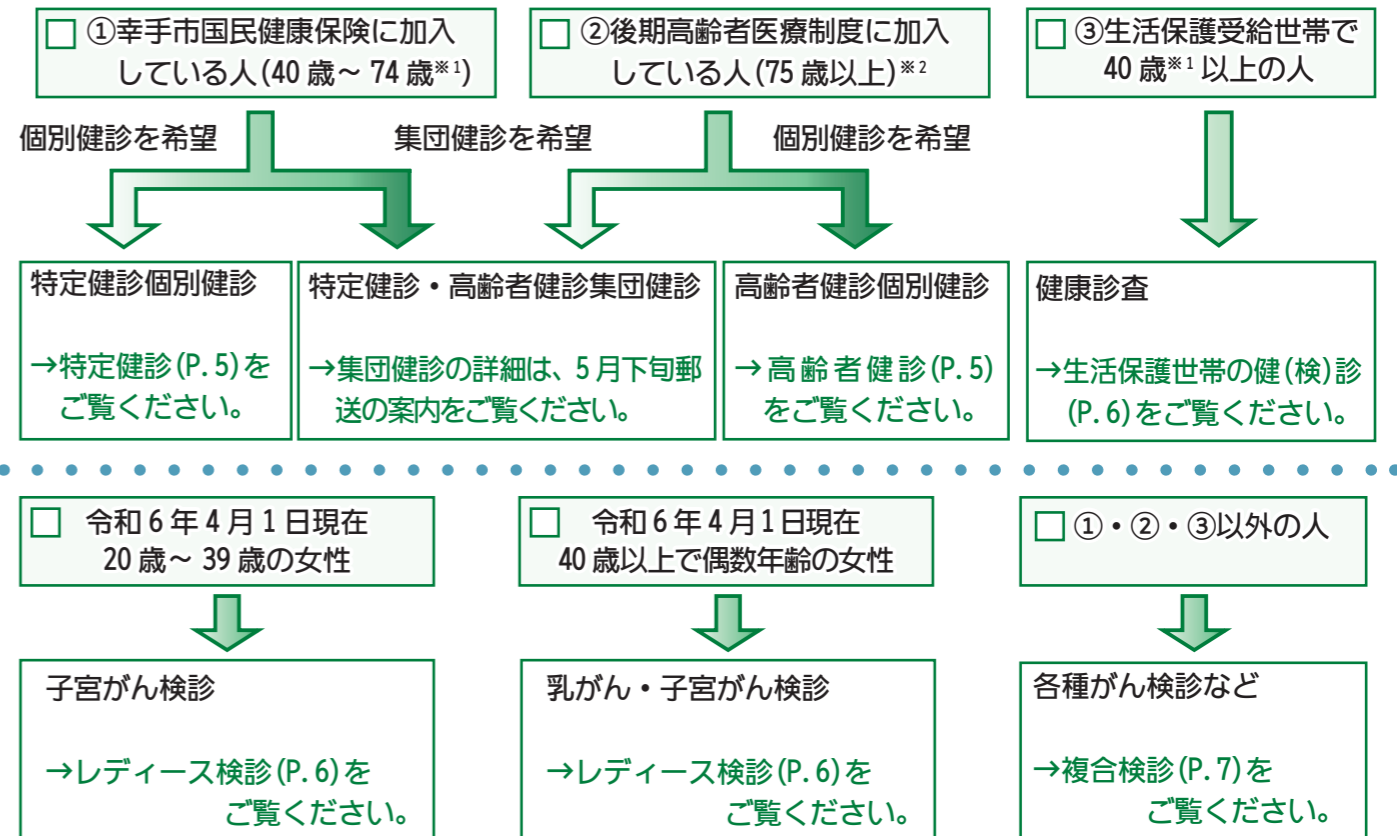 □ ①幸手市国民健康保険に加入
している人(40歳～74歳※1)
□ ②後期高齢者医療制度に加入
している人(75歳以上)※2
□ ③生活保護受給世帯で
40歳※1以上の人
個別健診を希望
集団健診を希望
個別健診を希望
特定健診個別健診
→特定健診(P.5)を
ご覧ください。
特定健診・高齢者健診集団健診
→集団健診の詳細は、5月下旬郵
送の案内をご覧ください。
高齢者健診個別健診
→高齢者健診(P.5)
をご覧ください。
健康診査
→生活保護世帯の健(検)診
(P.6)をご覧ください。
□ 令和6年4月1日現在
20歳～39歳の女性
□ 令和6年4月1日現在
40歳以上で偶数年齢の女性
□ ①・②・③以外の人
子宮がん検診
→レディース検診(P.6)を
ご覧ください。
乳がん・子宮がん検診
→レディース検診(P.6)を
ご覧ください。
各種がん検診など
→複合検診(P.7)を
ご覧ください。